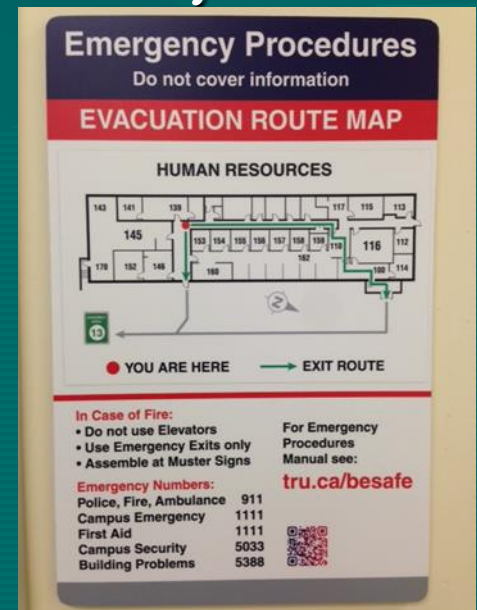 Emergency Procedures
Do not cover information
EVACUATION ROUTE MAP
HUMAN RESOURCES
143 141 139 117 115 113
145 153 154 155 156 157 158 159 110 116 112
170 152 146 160 162 100 114
N
13
YOU ARE HERE EXIT ROUTE
In Case of Fire:
• Do not use Elevators
• Use Emergency Exits only
• Assemble at Muster Signs
Emergency Numbers:
Police, Fire, Ambulance 911
Campus Emergency 1111
First Aid 1111
Campus Security 5033
Building Problems 5388
For Emergency
Procedures
Manual see:
tru.ca/besafe